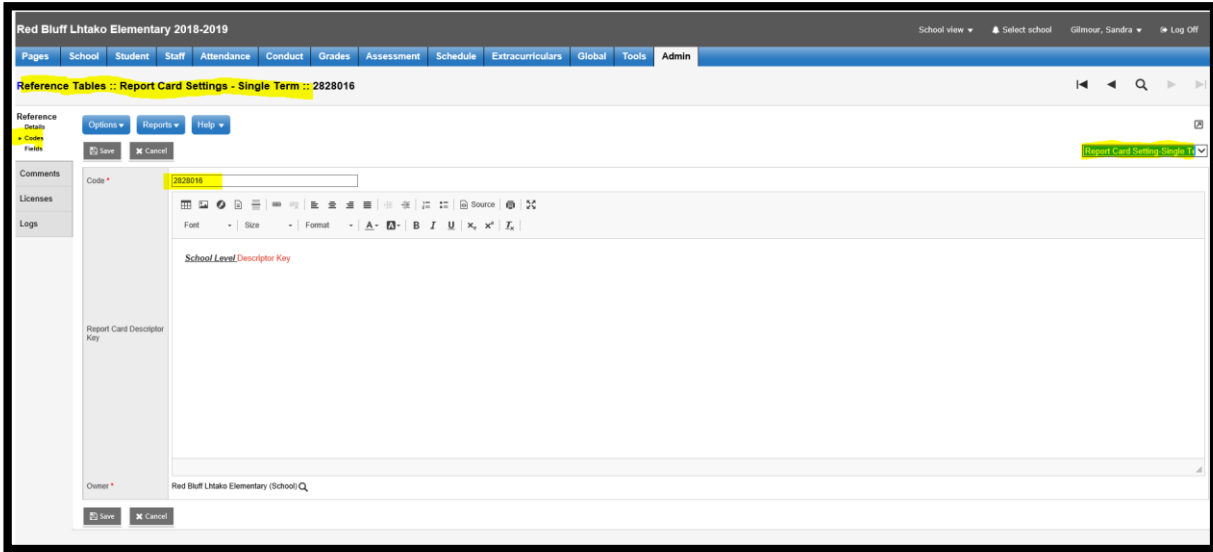 Red Bluff Lhtako Elementary 2018-2019 School view Select school Gilmour, Sandra Log Off
Pages School Student Staff Attendance Conduct Grades Assessment Schedule Extracurriculars Global Tools Admin
Reference Tables :: Report Card Settings - Single Term :: 2828016
Reference
Details
Codes
Fields
Comments
Licenses
Logs
Options Reports Help
Save Cancel
Report Card Setting-Single Te
Code * 2828016
Source
Font Size Format A A B I U x₂ x² Tx
School Level Descriptor Key
Report Card Descriptor
Key
Owner * Red Bluff Lhtako Elementary (School)
Save Cancel